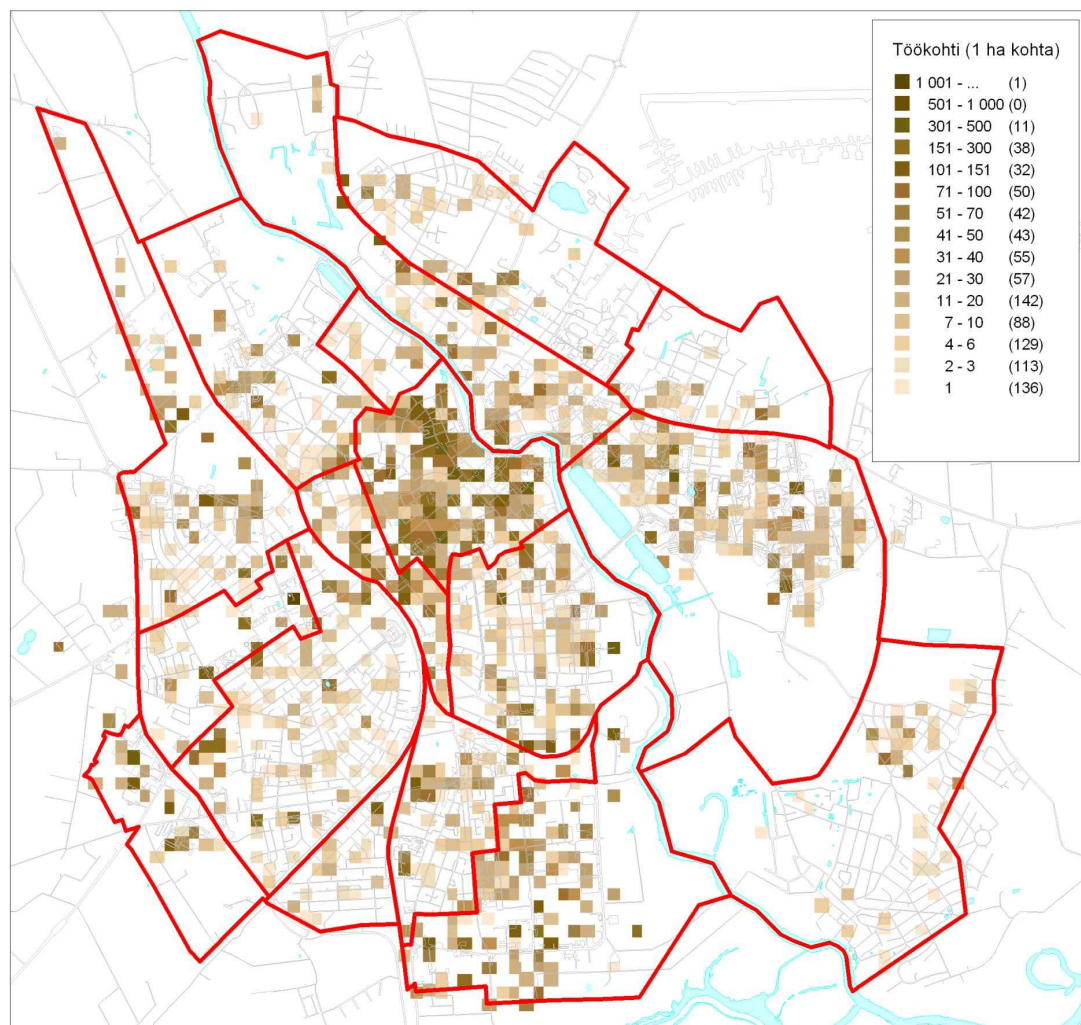 Töökohti (1 ha kohta)
1 001 - ... (1)
501 - 1 000 (0)
301 - 500 (11)
151 - 300 (38)
101 - 151 (32)
71 - 100 (50)
51 - 70 (42)
41 - 50 (43)
31 - 40 (55)
21 - 30 (57)
11 - 20 (142)
7 - 10 (88)
4 - 6 (129)
2 - 3 (113)
1 (136)